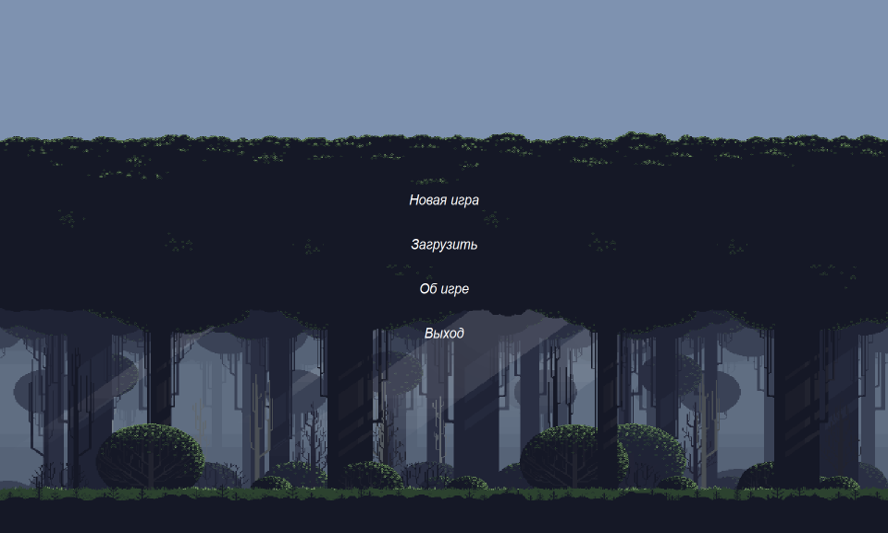 Новая игра
Загрузить
Об игре
Выход